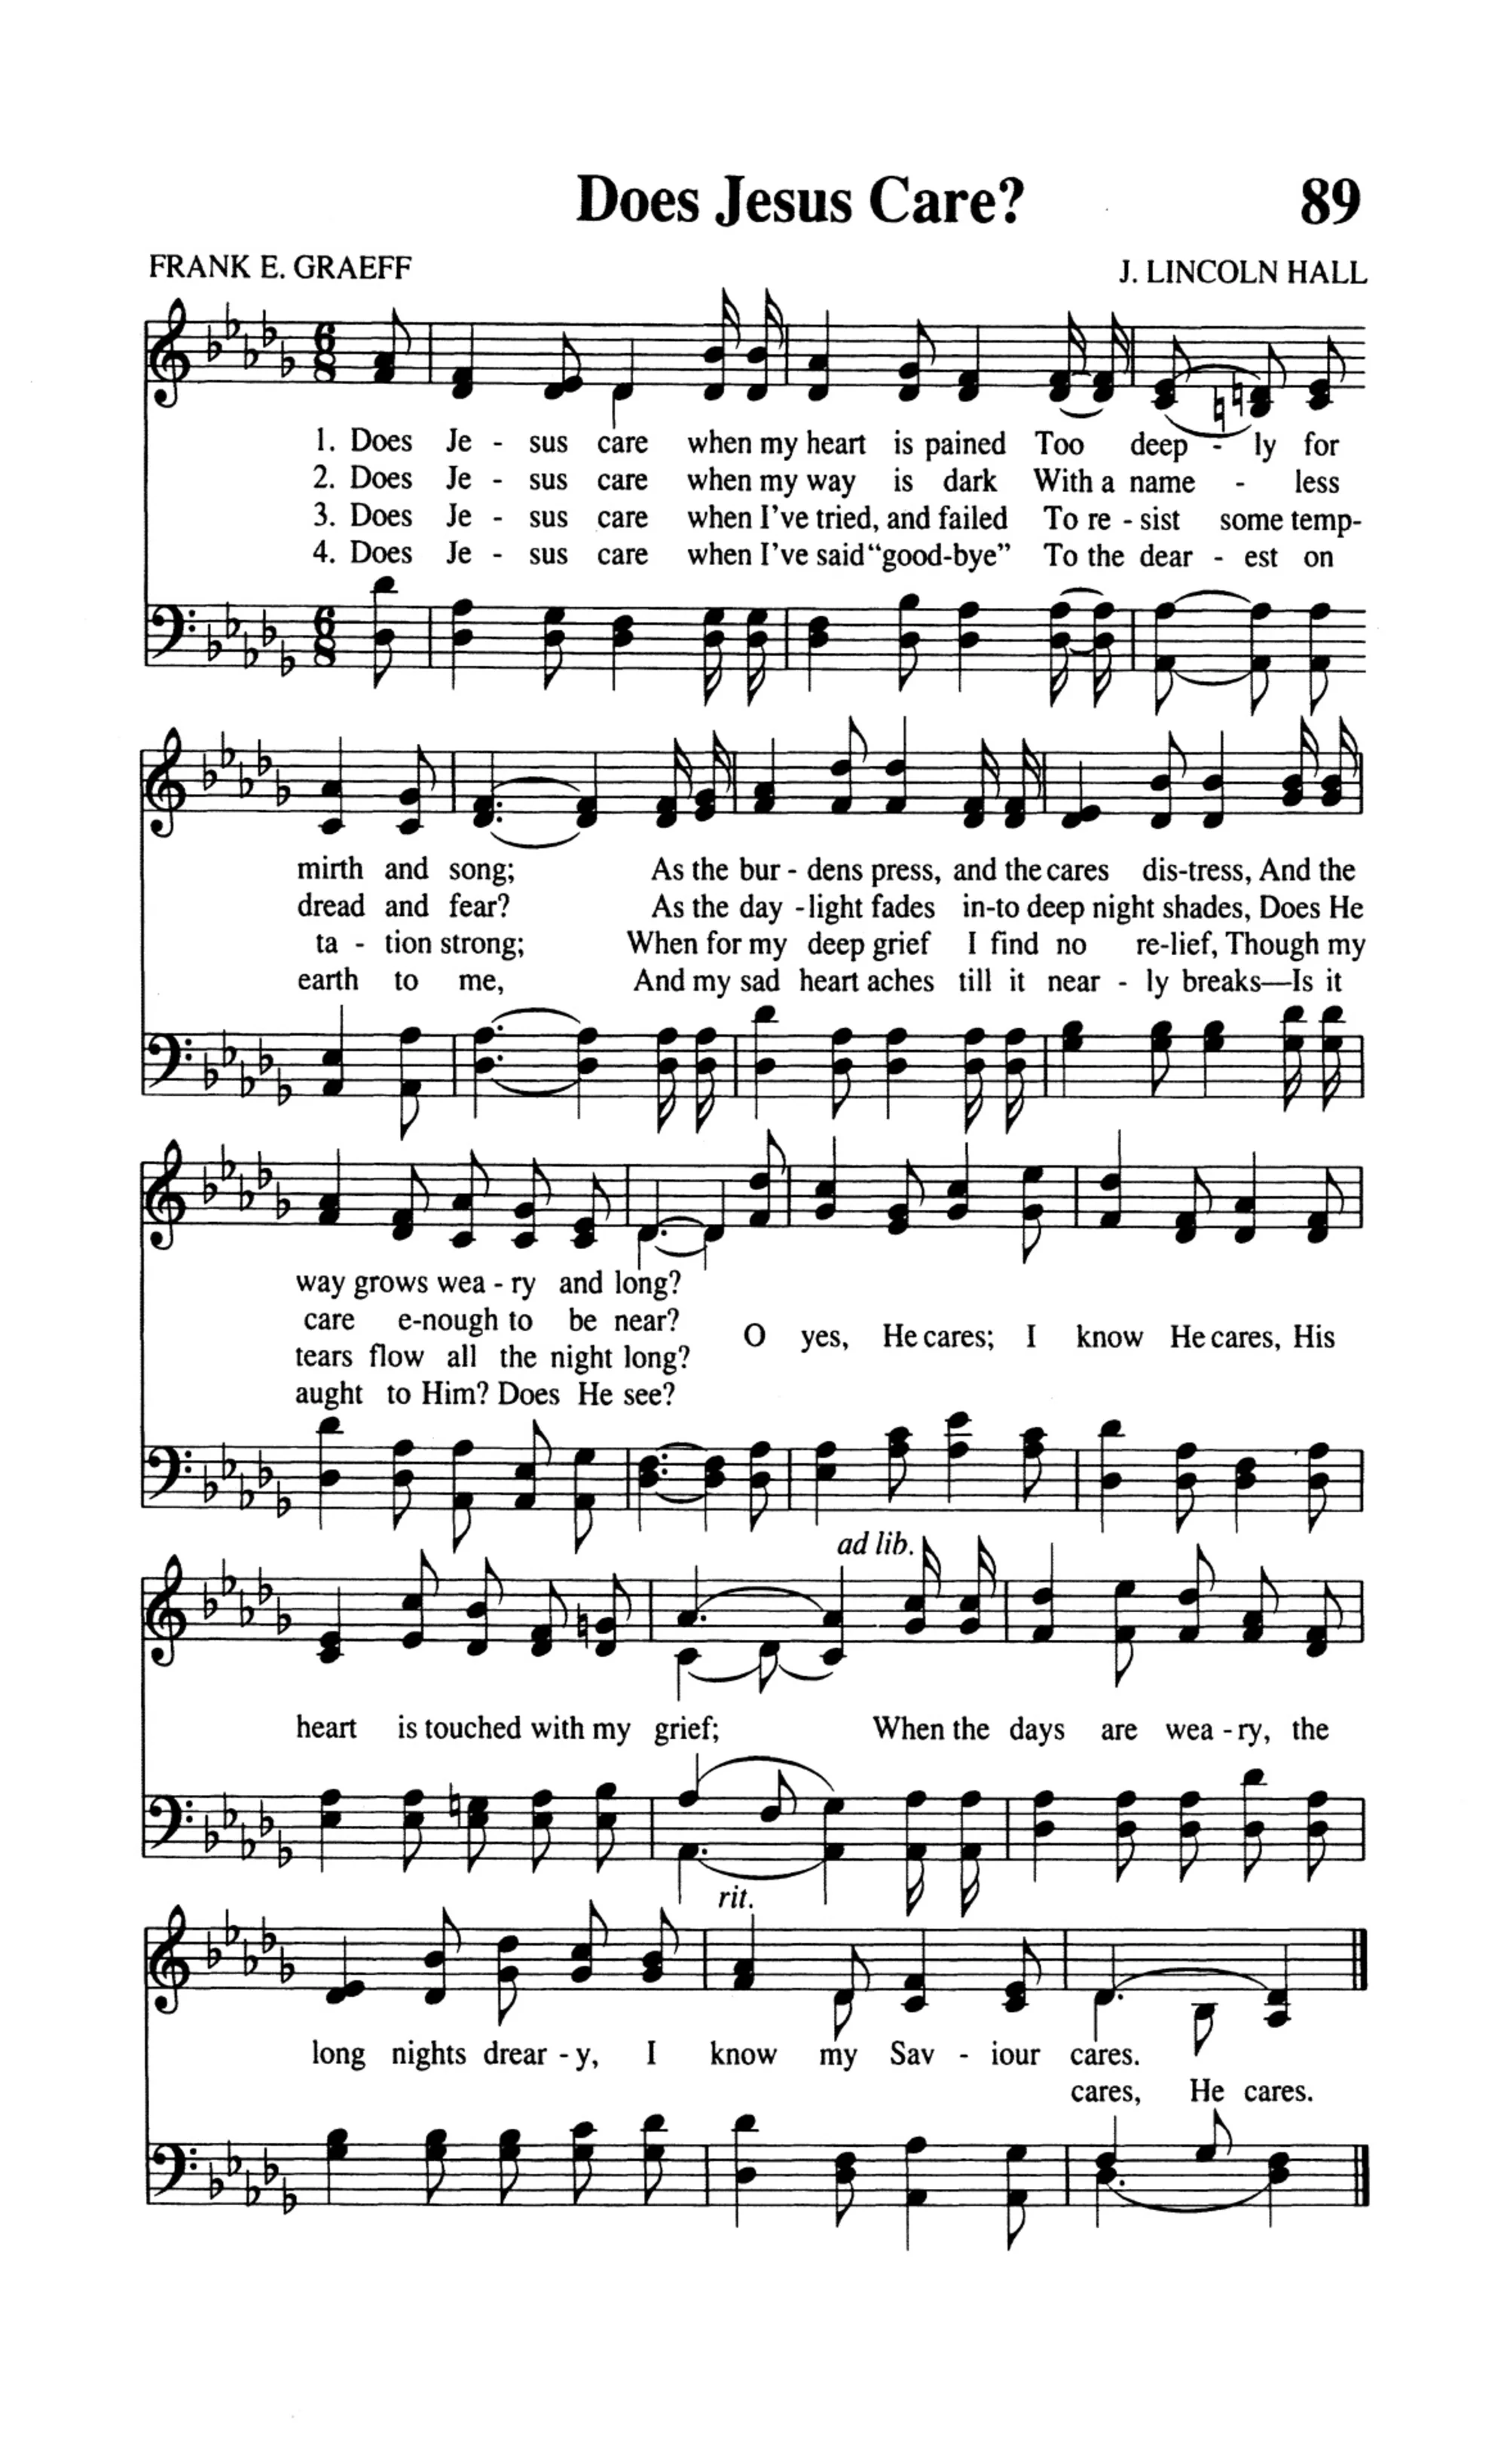 Does Jesus Care? 89
FRANK E. GRAEFF J. LINCOLN HALL
1. Does Je - sus care when my heart is pained Too deep - ly for
2. Does Je - sus care when my way is dark With a name - less
3. Does Je - sus care when I've tried, and failed To re - sist some temp-
4. Does Je - sus care when I've said "good-bye" To the dear - est on
mirth and song; As the bur - dens press, and the cares dis-tress, And the
dread and fear? As the day - light fades in-to deep night shades, Does He
ta - tion strong; When for my deep grief I find no re-lief, Though my
earth to me, And my sad heart aches till it near - ly breaks—Is it
way grows wea - ry and long?
care e-nough to be near?
O yes, He cares; I know He cares, His
tears flow all the night long?
aught to Him? Does He see?
ad lib.
heart is touched with my grief; When the days are wea - ry, the
rit.
long nights drear - y, I know my Sav - iour cares.
cares, He cares.